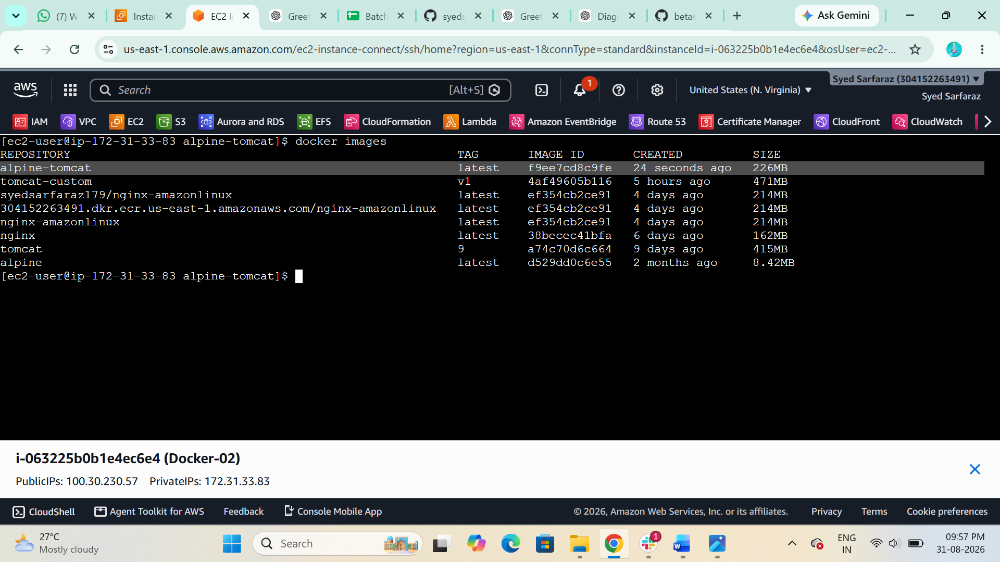 (7) W
Instan
EC2 I
Greet
Batch
syeds
Greet
Diagr
betaw
Ask Gemini
us-east-1.console.aws.amazon.com/ec2-instance-connect/ssh/home?region=us-east-1&connType=standard&instanceId=i-063225b0b1e4ec6e4&osUser=ec2-...
aws
Search
[Alt+S]
1
United States (N. Virginia) ▼
Syed Sarfaraz (304152263491) ▼
Syed Sarfaraz
IAM
VPC
EC2
S3
Aurora and RDS
EFS
CloudFormation
Lambda
Amazon EventBridge
Route 53
Certificate Manager
CloudFront
CloudWatch
[ec2-user@ip-172-31-33-83 alpine-tomcat]$ docker images
REPOSITORY TAG IMAGE ID CREATED SIZE
alpine-tomcat latest f9ee7cd8c9fe 24 seconds ago 226MB
tomcat-custom v1 4af49605b116 5 hours ago 471MB
syedsarfaraz179/nginx-amazonlinux latest ef354cb2ce91 4 days ago 214MB
304152263491.dkr.ecr.us-east-1.amazonaws.com/nginx-amazonlinux latest ef354cb2ce91 4 days ago 214MB
nginx-amazonlinux latest ef354cb2ce91 4 days ago 214MB
nginx latest 38becec41bfa 6 days ago 162MB
tomcat 9 a74c70d6c664 9 days ago 415MB
alpine latest d529dd0c6e55 2 months ago 8.42MB
[ec2-user@ip-172-31-33-83 alpine-tomcat]$
i-063225b0b1e4ec6e4 (Docker-02)
PublicIPs: 100.30.230.57 PrivateIPs: 172.31.33.83
CloudShell
Agent Toolkit for AWS
Feedback
Console Mobile App
© 2026, Amazon Web Services, Inc. or its affiliates.
Privacy
Terms
Cookie preferences
27°C
Mostly cloudy
Search
1
ENG
IN
09:57 PM
31-08-2026